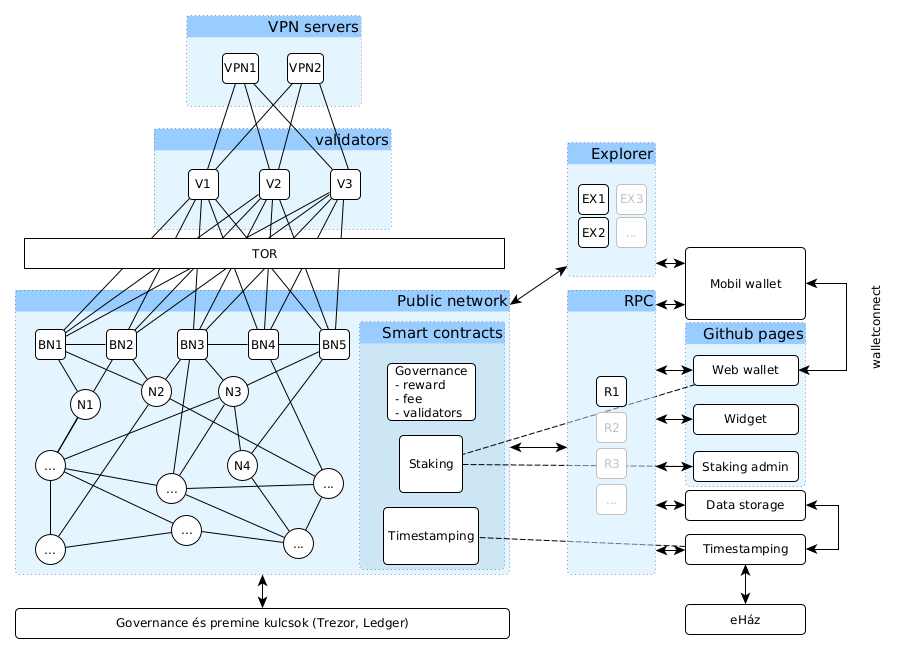 VPN servers
VPN1
VPN2
validators
V1
V2
V3
TOR
Public network
BN1
BN2
BN3
BN4
BN5
N1
N2
N3
N4
...
...
...
...
...
...
Smart contracts
Governance
- reward
- fee
- validators
Staking
Timestamping
Governance és premine kulcsok (Trezor, Ledger)
Explorer
EX1
EX3
EX2
...
RPC
R1
R2
R3
...
Mobil wallet
Github pages
Web wallet
Widget
Staking admin
Data storage
Timestamping
eHáz
walletconnect